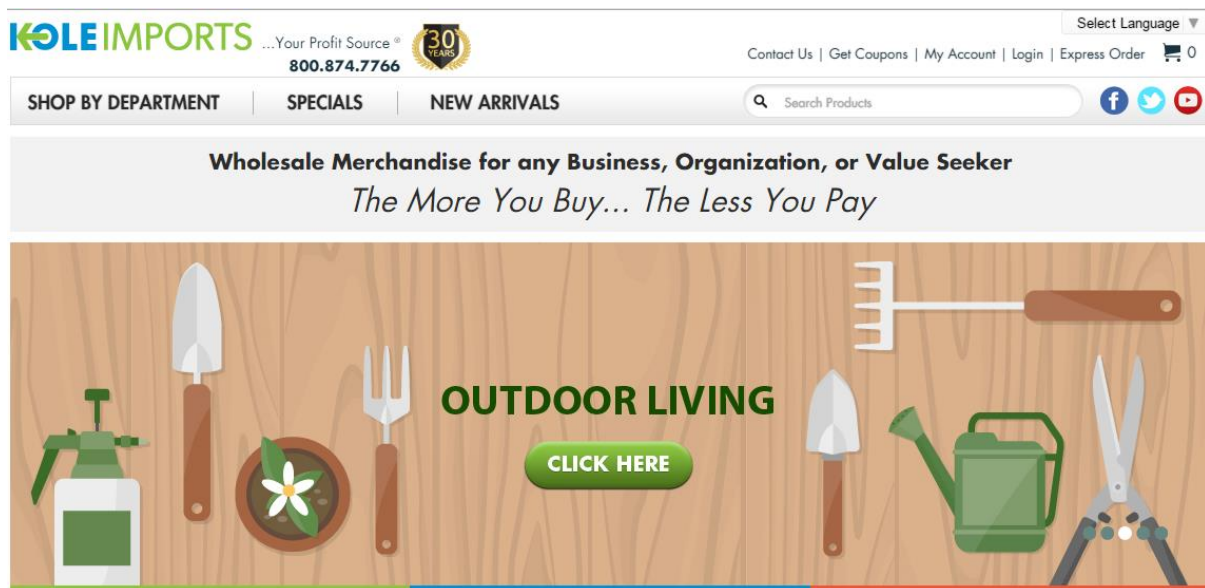 Select Language ▼
KOLE IMPORTS ...Your Profit Source ®
30 YEARS
800.874.7766
Contact Us | Get Coupons | My Account | Login | Express Order 0
SHOP BY DEPARTMENT | SPECIALS | NEW ARRIVALS
Search Products
Wholesale Merchandise for any Business, Organization, or Value Seeker
The More You Buy... The Less You Pay
OUTDOOR LIVING
CLICK HERE